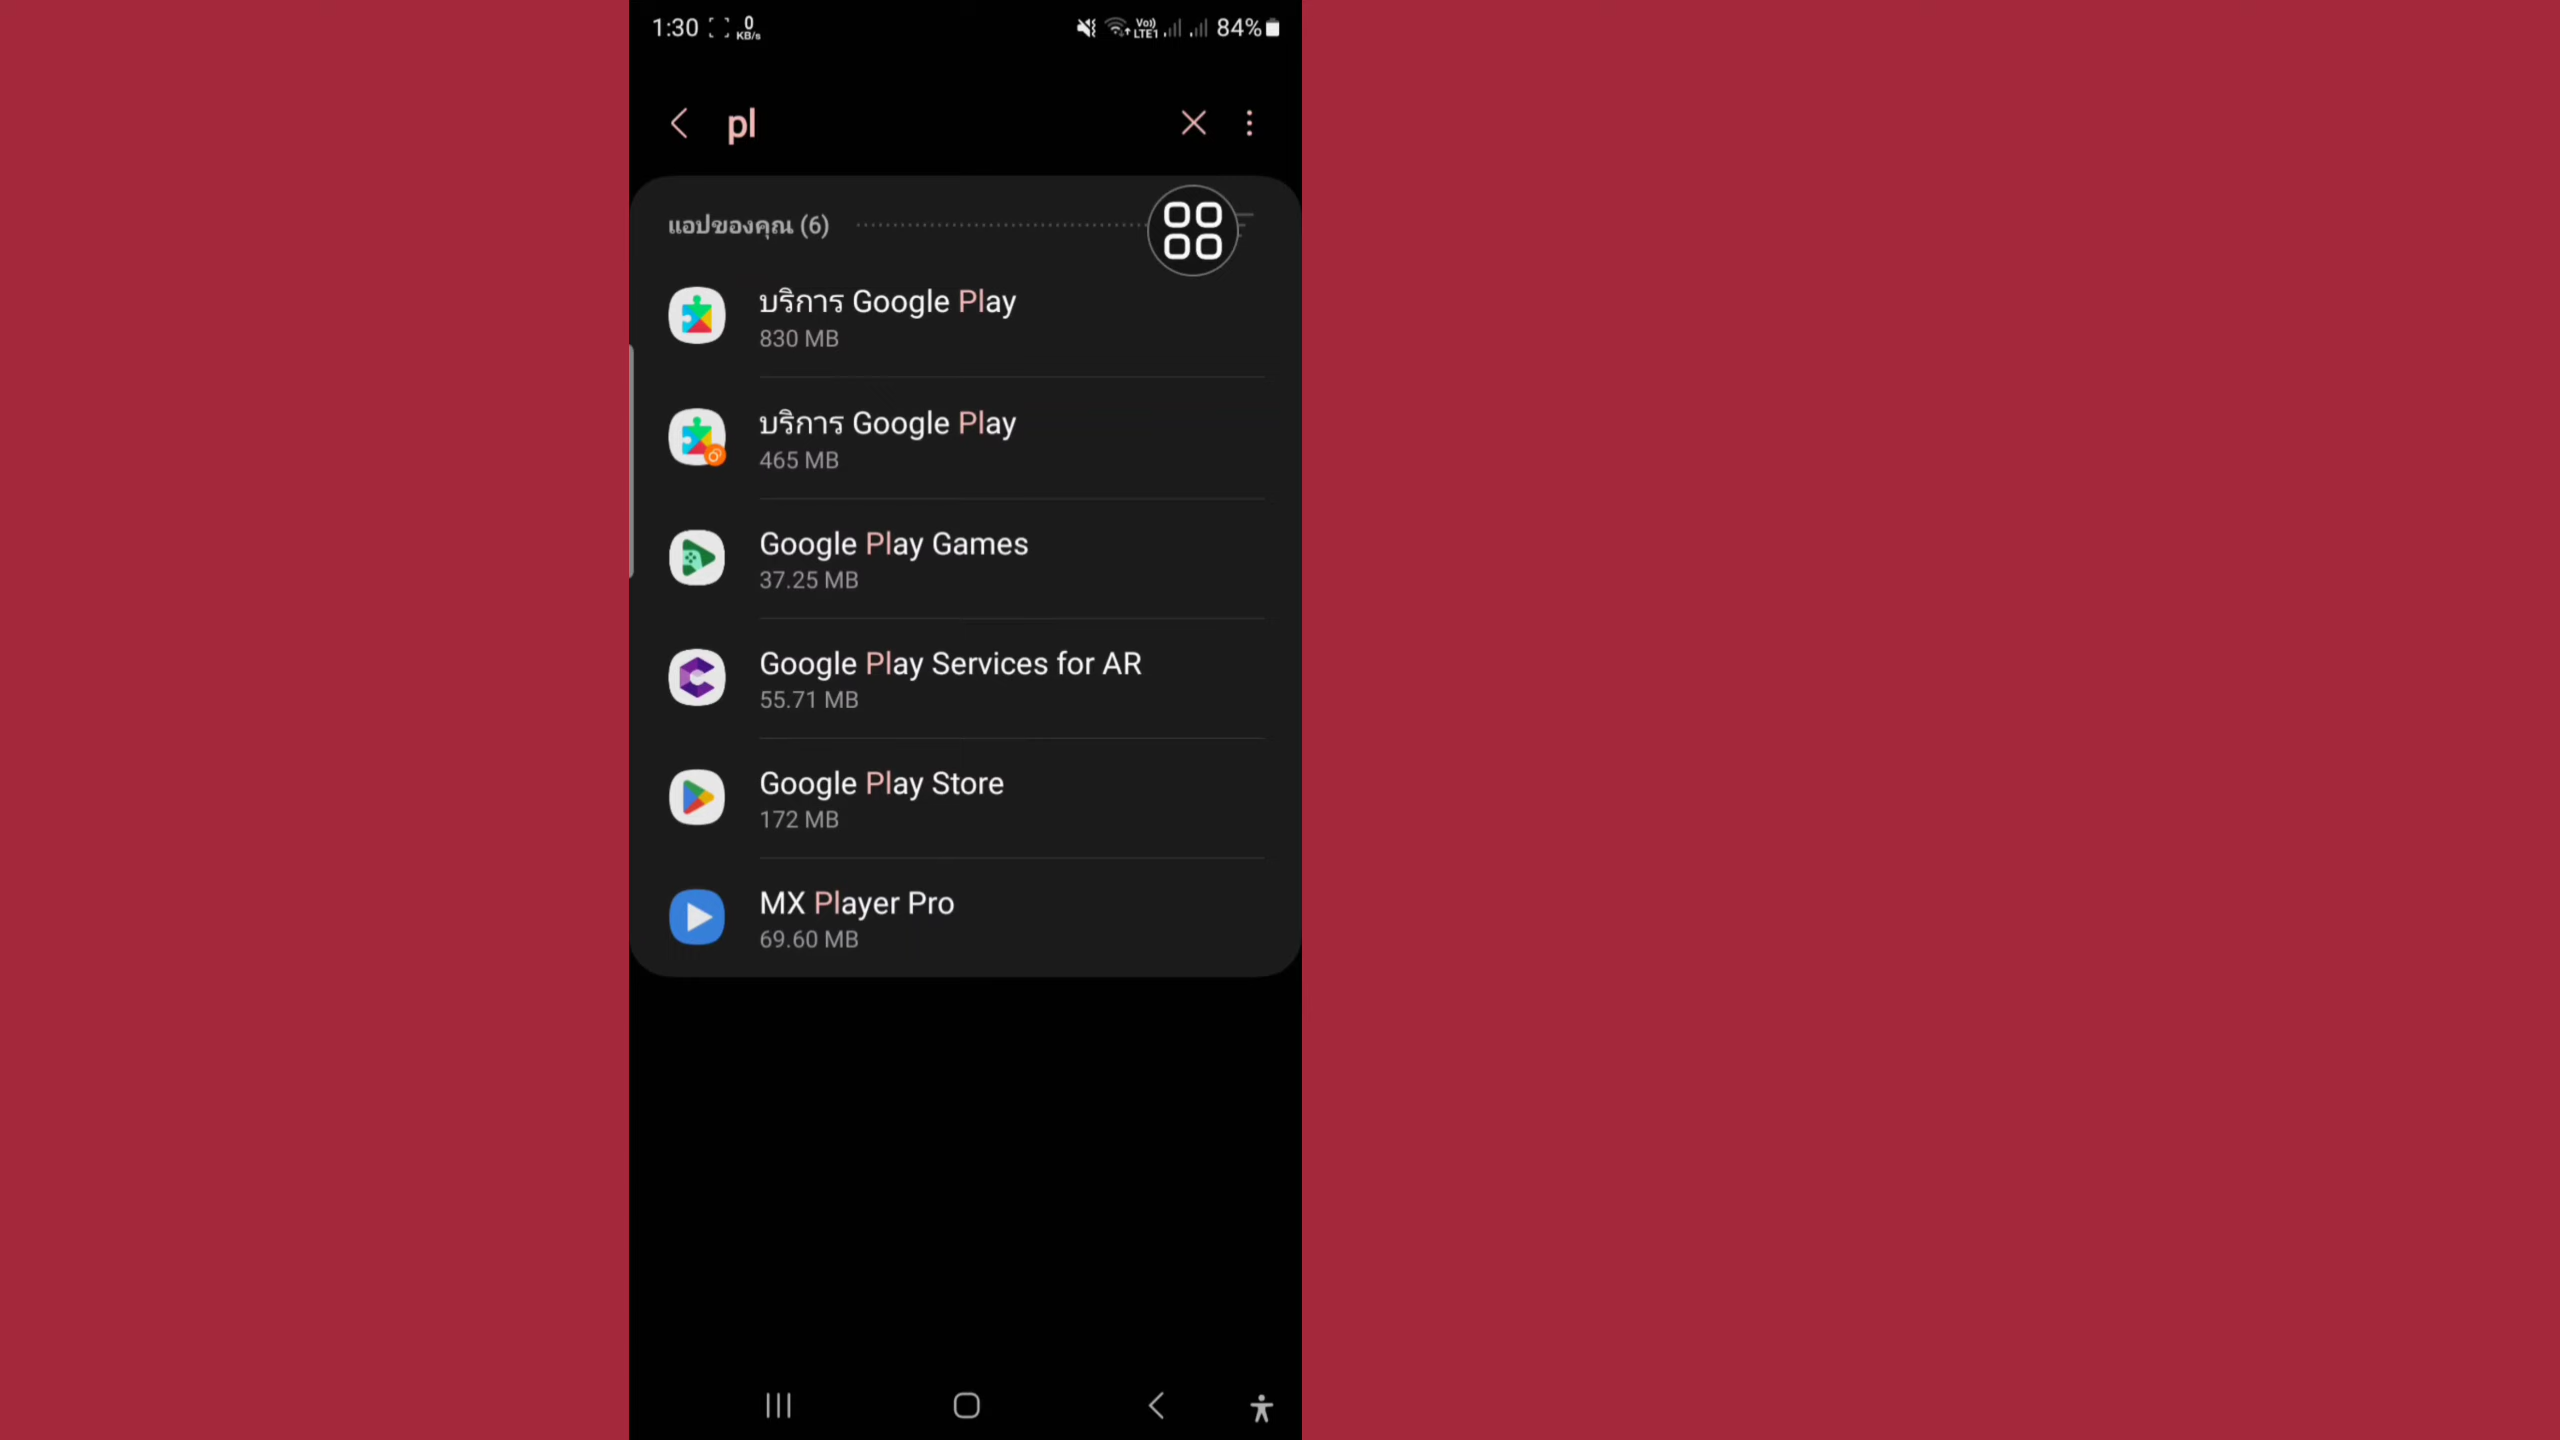 1:30 0 KB/s Vo)) LTE1 84%
pl
แอปของคุณ (6)
บริการ Google Play
830 MB
บริการ Google Play
465 MB
Google Play Games
37.25 MB
Google Play Services for AR
55.71 MB
Google Play Store
172 MB
MX Player Pro
69.60 MB